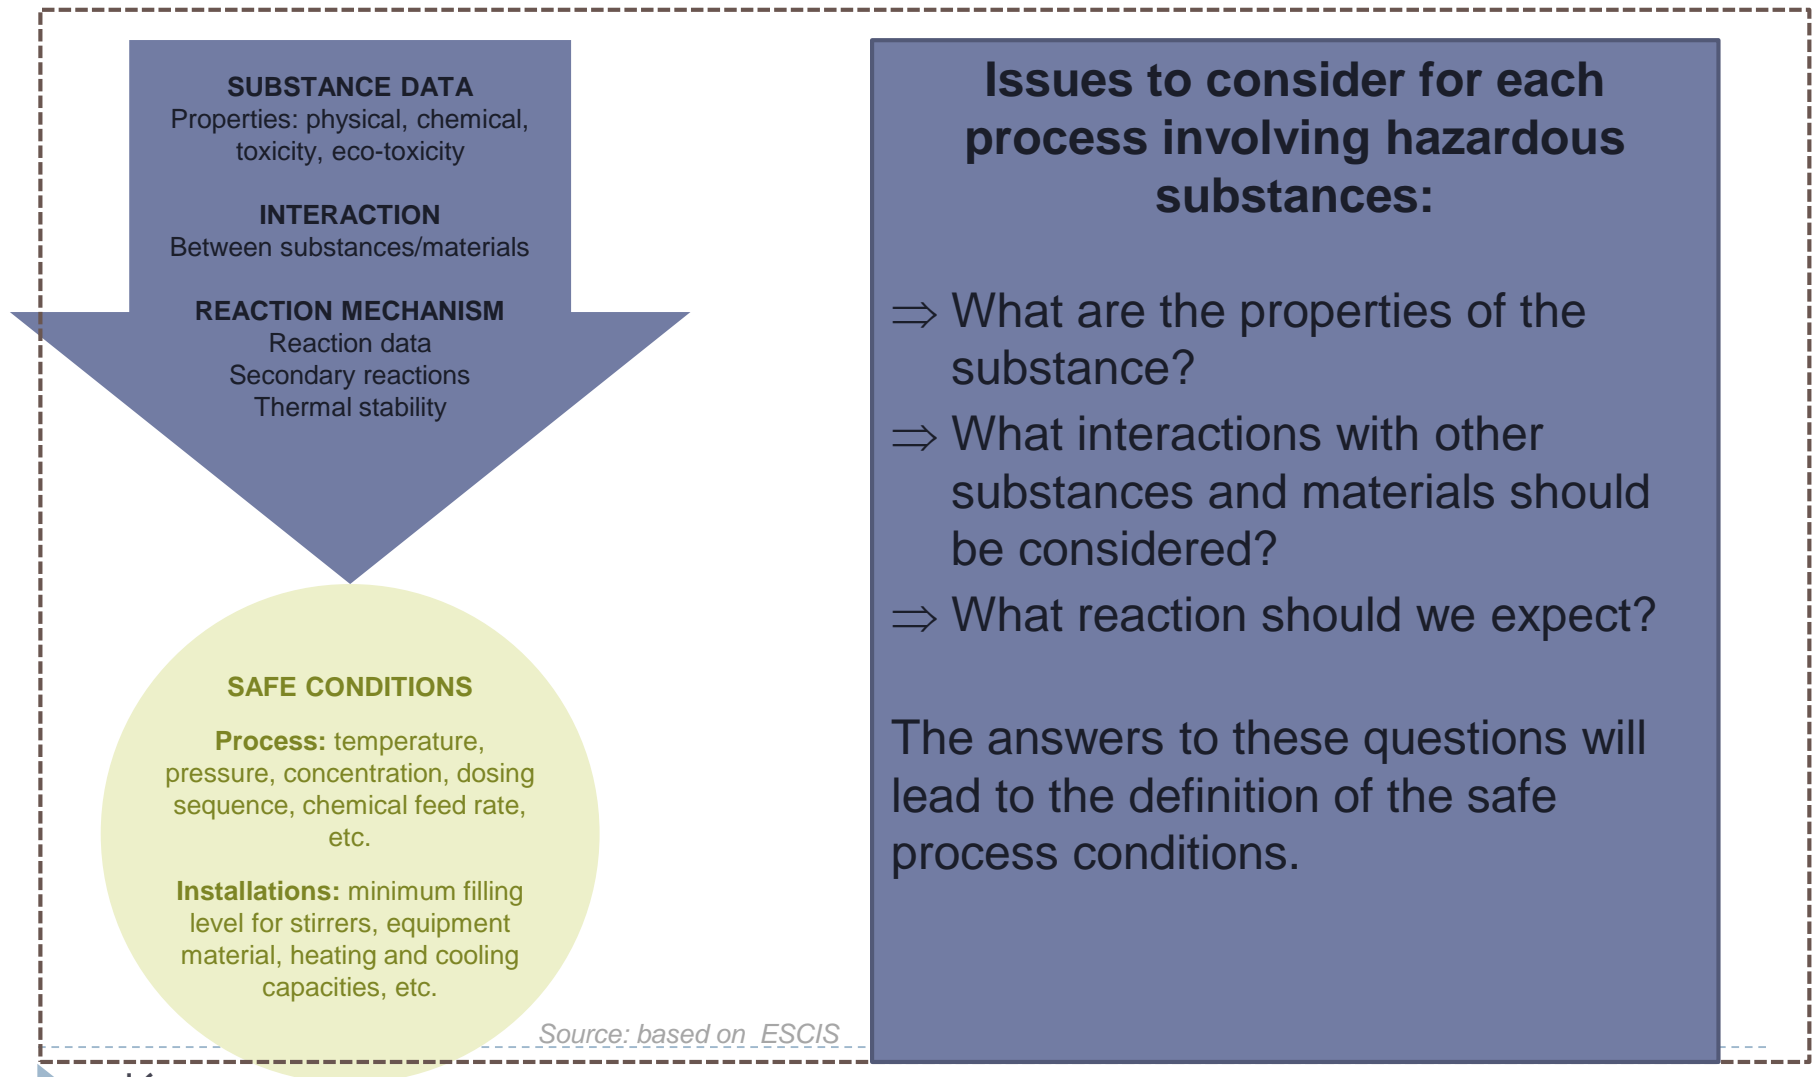 SUBSTANCE DATA
Properties: physical, chemical,
toxicity, eco-toxicity
INTERACTION
Between substances/materials
REACTION MECHANISM
Reaction data
Secondary reactions
Thermal stability
SAFE CONDITIONS
Process: temperature,
pressure, concentration, dosing
sequence, chemical feed rate,
etc.
Installations: minimum filling
level for stirrers, equipment
material, heating and cooling
capacities, etc.
Source: based on  ESCIS
Issues to consider for each
process involving hazardous
substances:
⇒ What are the properties of the
substance?
⇒ What interactions with other
substances and materials should
be considered?
⇒ What reaction should we expect?
The answers to these questions will
lead to the definition of the safe
process conditions.